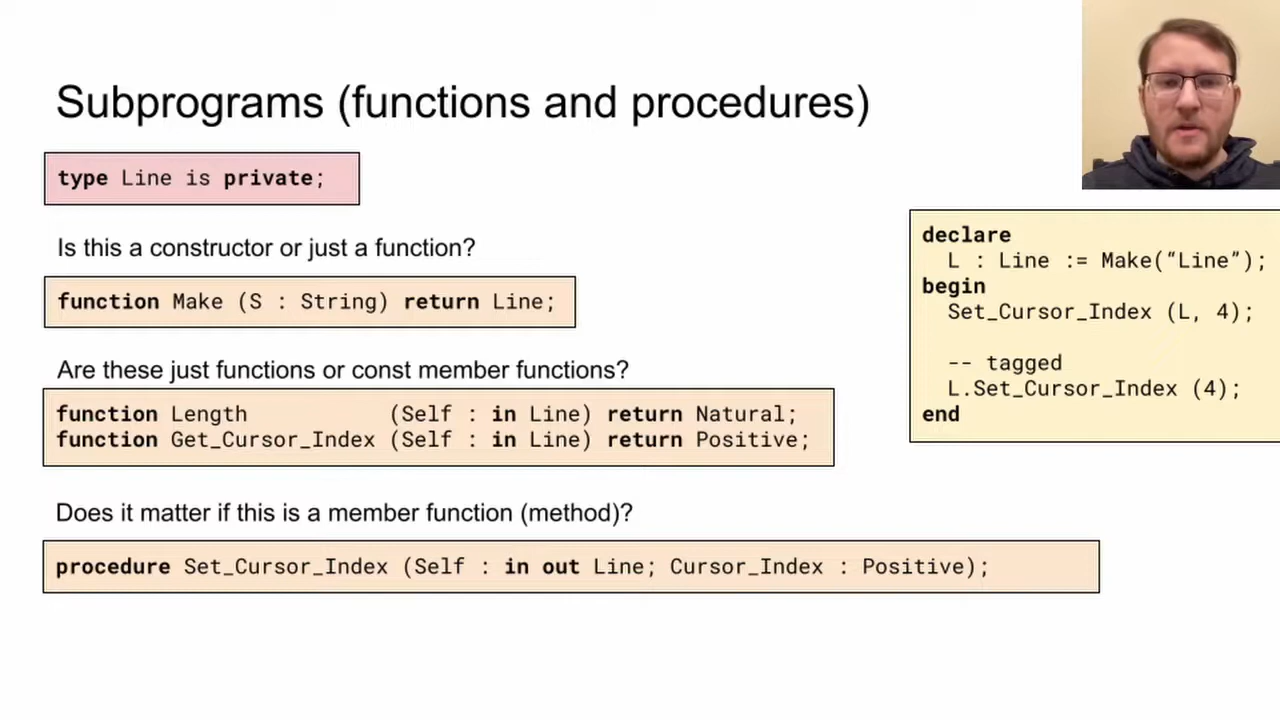 Subprograms (functions and procedures)
type Line is private;
Is this a constructor or just a function?
function Make (S : String) return Line;
Are these just functions or const member functions?
function Length           (Self : in Line) return Natural;
function Get_Cursor_Index (Self : in Line) return Positive;
Does it matter if this is a member function (method)?
procedure Set_Cursor_Index (Self : in out Line; Cursor_Index : Positive);
declare
  L : Line := Make(“Line”);
begin
  Set_Cursor_Index (L, 4);
  -- tagged
  L.Set_Cursor_Index (4);
end